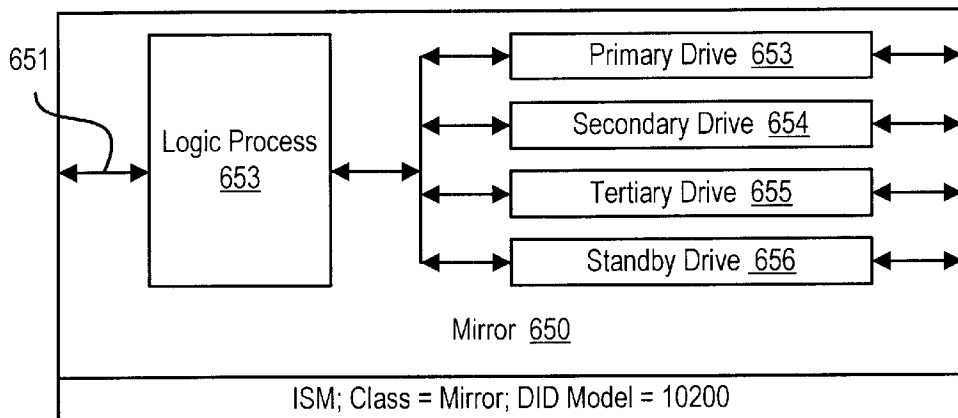 651
Logic Process
653
Primary Drive 653
Secondary Drive 654
Tertiary Drive 655
Standby Drive 656
Mirror 650
ISM; Class = Mirror; DID Model = 10200